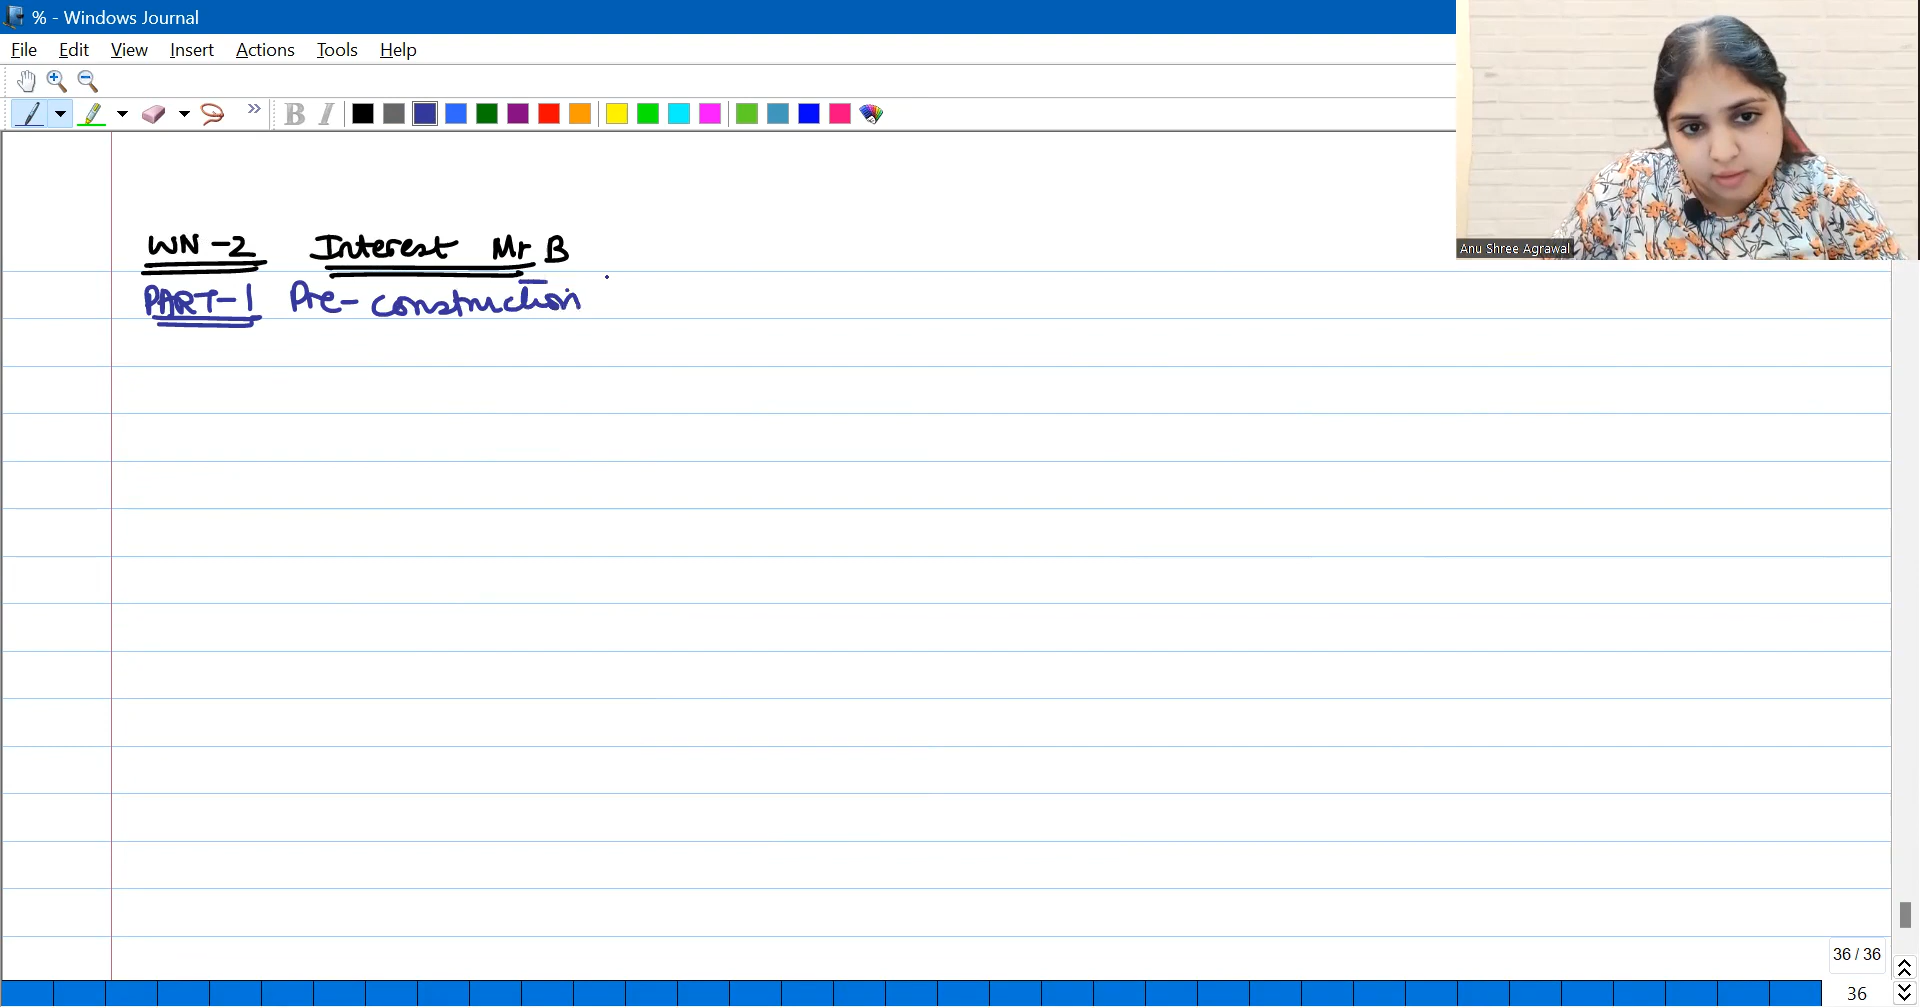 % - Windows Journal
File Edit View Insert Actions Tools Help
B I
Anu Shree Agrawal
WN-2 Interest Mr B
PART-1 Pre-construction
36 / 36
36